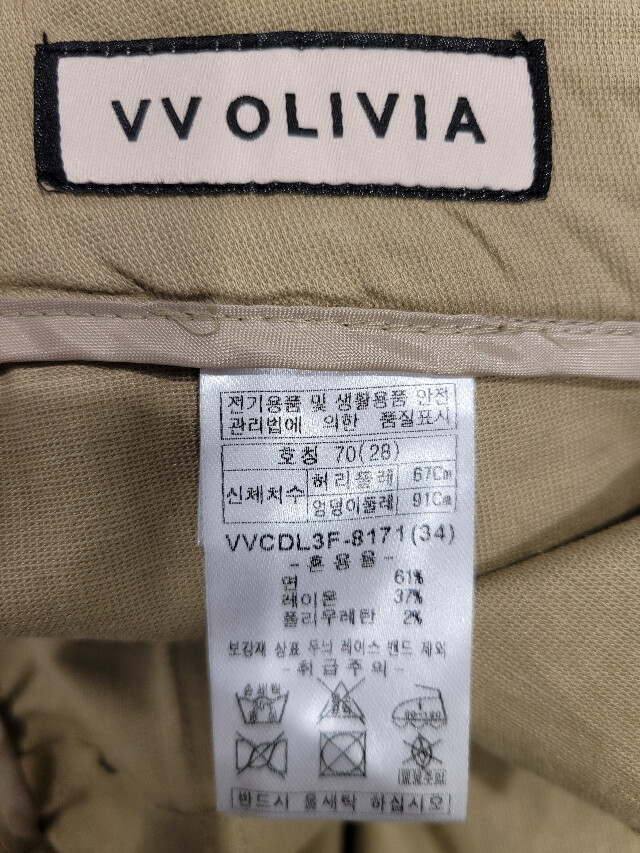 VV OLIVIA
전기용품 및 생활용품 안전
관리법에 의한 품질표시
호칭 70(28)
신체치수 허리둘레 67Cm
엉덩이둘레 91Cm
VVCDL3F-8171(34)
-혼용율-
면 61%
레이온 37%
폴리우레탄 2%
보강재 상표 무늬 레이스 밴드 제외
-취급주의-
손세탁
반드시 울세탁 하십시오